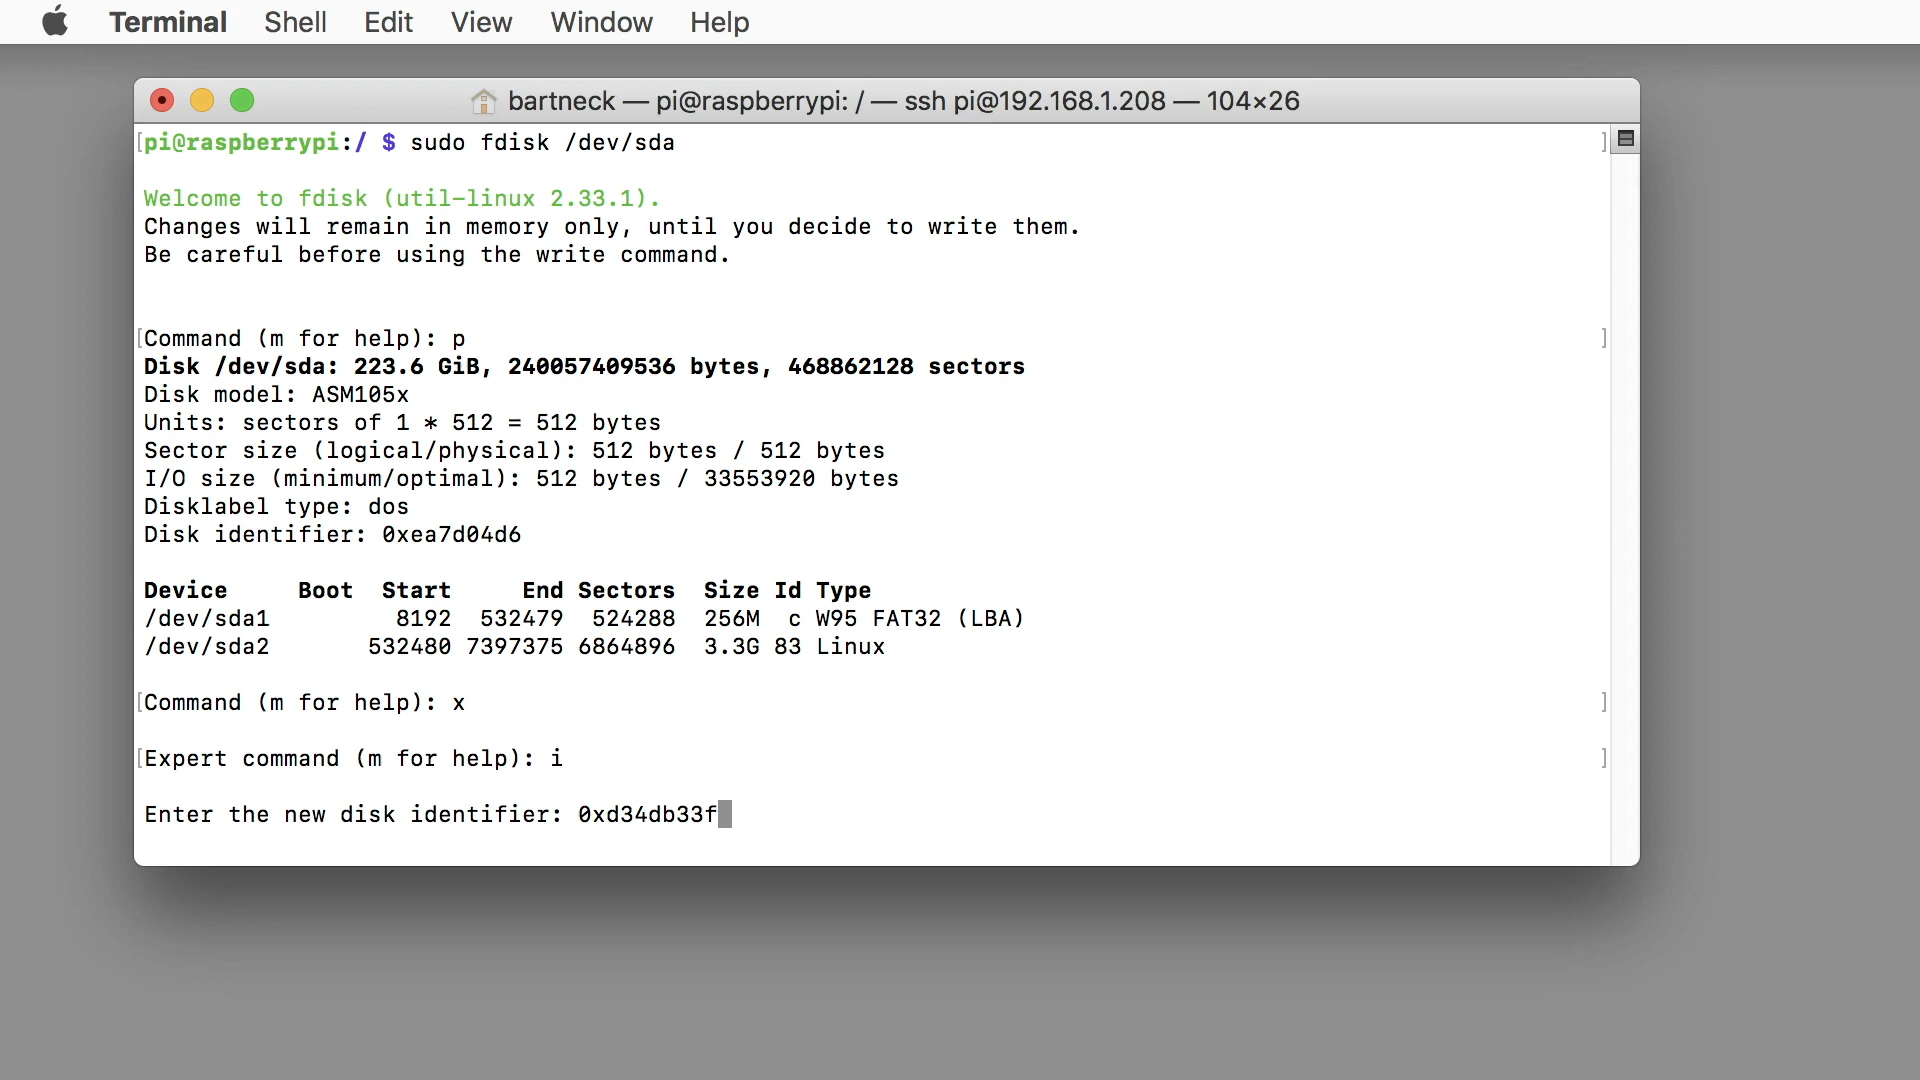 Terminal Shell Edit View Window Help
bartneck — pi@raspberrypi: / — ssh pi@192.168.1.208 — 104×26
[pi@raspberrypi:/ $ sudo fdisk /dev/sda ]
Welcome to fdisk (util-linux 2.33.1).
Changes will remain in memory only, until you decide to write them.
Be careful before using the write command.
[Command (m for help): p ]
Disk /dev/sda: 223.6 GiB, 240057409536 bytes, 468862128 sectors
Disk model: ASM105x
Units: sectors of 1 * 512 = 512 bytes
Sector size (logical/physical): 512 bytes / 512 bytes
I/O size (minimum/optimal): 512 bytes / 33553920 bytes
Disklabel type: dos
Disk identifier: 0xea7d04d6
Device     Boot  Start     End Sectors  Size Id Type
/dev/sda1         8192  532479  524288  256M  c W95 FAT32 (LBA)
/dev/sda2       532480 7397375 6864896  3.3G 83 Linux
[Command (m for help): x ]
[Expert command (m for help): i ]
Enter the new disk identifier: 0xd34db33f